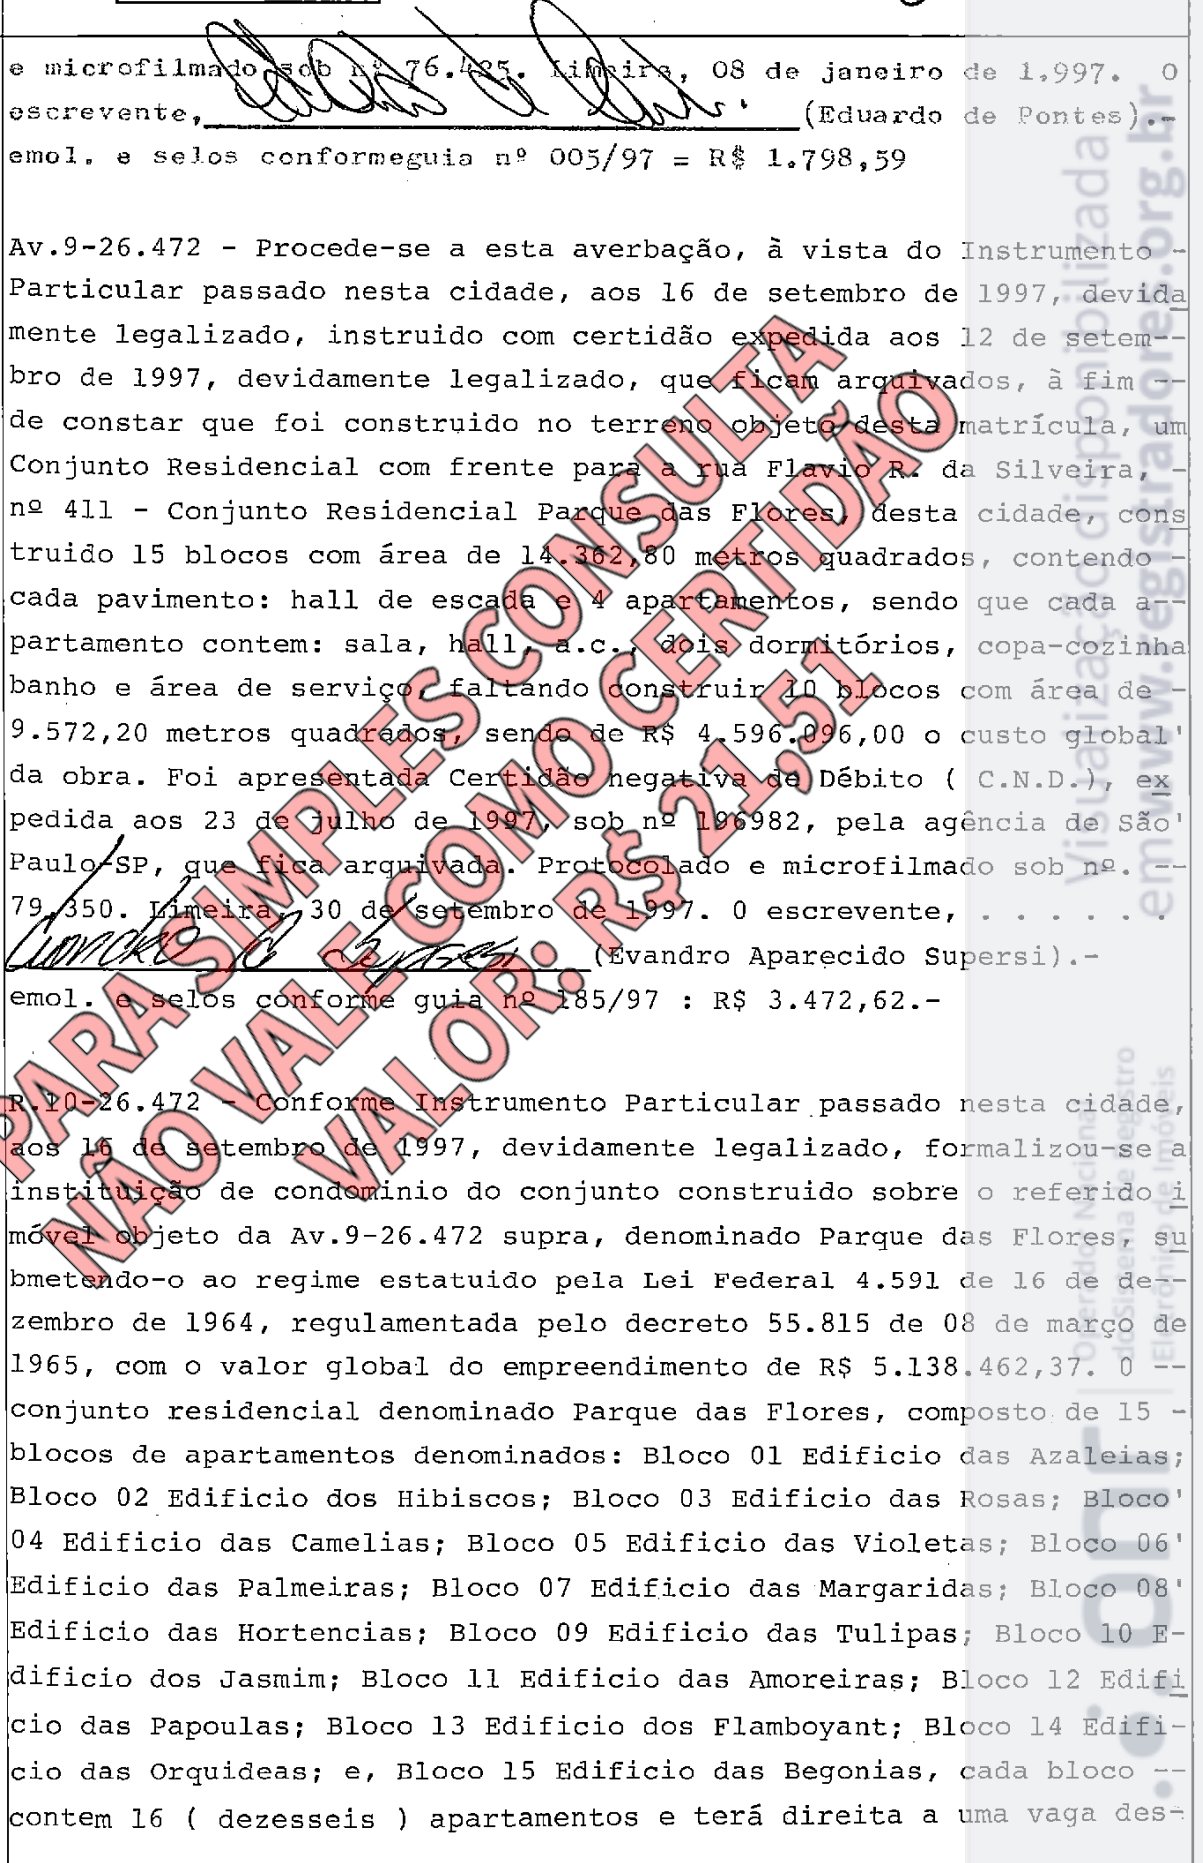 e microfilmado sob nº 76.425. Limeira, 08 de janeiro de 1.997. O
escrevente, (Eduardo de Pontes).-
emol. e selos conformeguia nº 005/97 = R$ 1.798,59
Av.9-26.472 - Procede-se a esta averbação, à vista do Instrumento -
Particular passado nesta cidade, aos 16 de setembro de 1997, devida
mente legalizado, instruido com certidão expedida aos 12 de setem--
bro de 1997, devidamente legalizado, que ficam arquivados, à fim --
de constar que foi construido no terreno objeto desta matrícula, um
Conjunto Residencial com frente para a rua Flavio R. da Silveira, -
nº 411 - Conjunto Residencial Parque das Flores, desta cidade, cons
truido 15 blocos com área de 14.362,80 metros quadrados, contendo -
cada pavimento: hall de escada e 4 apartamentos, sendo que cada a--
partamento contem: sala, hall, a.c., dois dormitórios, copa-cozinha
banho e área de serviço, faltando construir 10 blocos com área de -
9.572,20 metros quadrados, sendo de R$ 4.596.096,00 o custo global'
da obra. Foi apresentada Certidão negativa de Débito ( C.N.D.), ex
pedida aos 23 de julho de 1997, sob nº 196982, pela agência de São'
Paulo-SP, que fica arquivada. Protocolado e microfilmado sob nº. --
79.350. Limeira, 30 de setembro de 1997. O escrevente, . . . . . .
(Evandro Aparecido Supersi).-
emol. e selos conforme guia nº 185/97 : R$ 3.472,62.-
R.10-26.472 - Conforme Instrumento Particular passado nesta cidade,
aos 16 de setembro de 1997, devidamente legalizado, formalizou-se a
instituição de condominio do conjunto construido sobre o referido i
móvel objeto da Av.9-26.472 supra, denominado Parque das Flores, su
bmetendo-o ao regime estatuido pela Lei Federal 4.591 de 16 de de--
zembro de 1964, regulamentada pelo decreto 55.815 de 08 de março de
1965, com o valor global do empreendimento de R$ 5.138.462,37. O --
conjunto residencial denominado Parque das Flores, composto de 15 -
blocos de apartamentos denominados: Bloco 01 Edificio das Azaleias;
Bloco 02 Edificio dos Hibiscos; Bloco 03 Edificio das Rosas; Bloco'
04 Edificio das Camelias; Bloco 05 Edificio das Violetas; Bloco 06'
Edificio das Palmeiras; Bloco 07 Edificio das Margaridas; Bloco 08'
Edificio das Hortencias; Bloco 09 Edificio das Tulipas; Bloco 10 E-
dificio dos Jasmim; Bloco 11 Edificio das Amoreiras; Bloco 12 Edifi
cio das Papoulas; Bloco 13 Edificio dos Flamboyant; Bloco 14 Edifi-
cio das Orquideas; e, Bloco 15 Edificio das Begonias, cada bloco --
contem 16 ( dezesseis ) apartamentos e terá direita a uma vaga des-
PARA SIMPLES CONSULTA
NÃO VALE COMO CERTIDÃO
VALOR: R$ 21,51
Visualização disponibilizada
em www.registradores.org.br
Operador Nacional
do Sistema de Registro
Eletrônico de Imóveis
onr